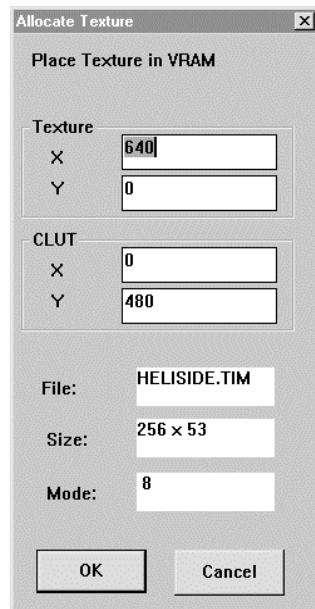 Allocate Texture
Place Texture in VRAM
Texture
X 640
Y 0
CLUT
X 0
Y 480
File: HELISIDE.TIM
Size: 256 × 53
Mode: 8
OK Cancel